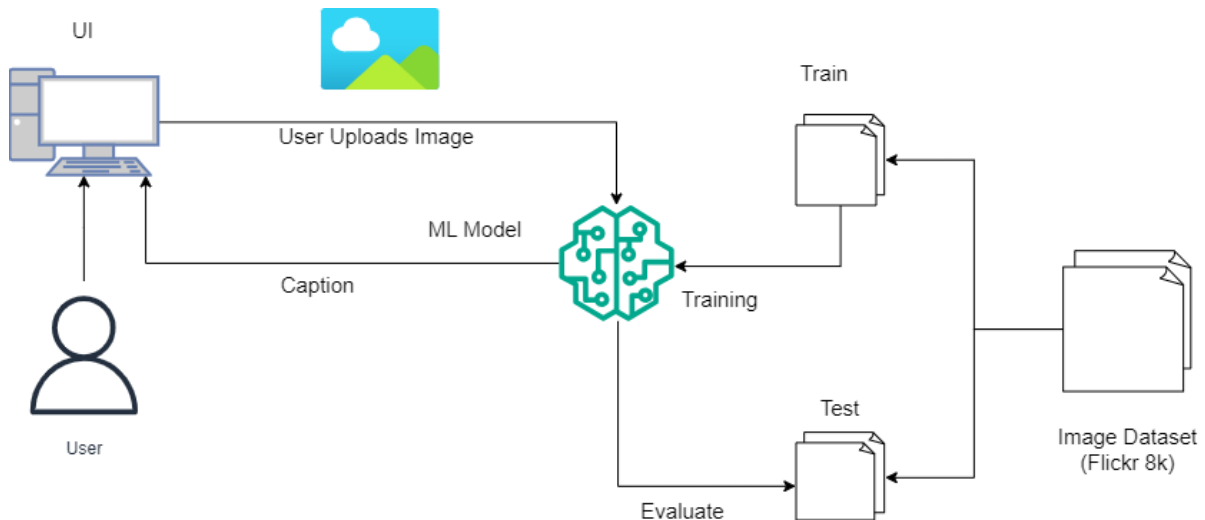 UI
Train
User Uploads Image
ML Model
Caption
Training
Test
User
Image Dataset
(Flickr 8k)
Evaluate